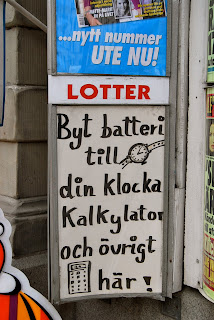 ...nytt nummer
UTE NU!
LOTTER
Byt batteri
till
din klocka
Kalkylator
och övrigt
här!